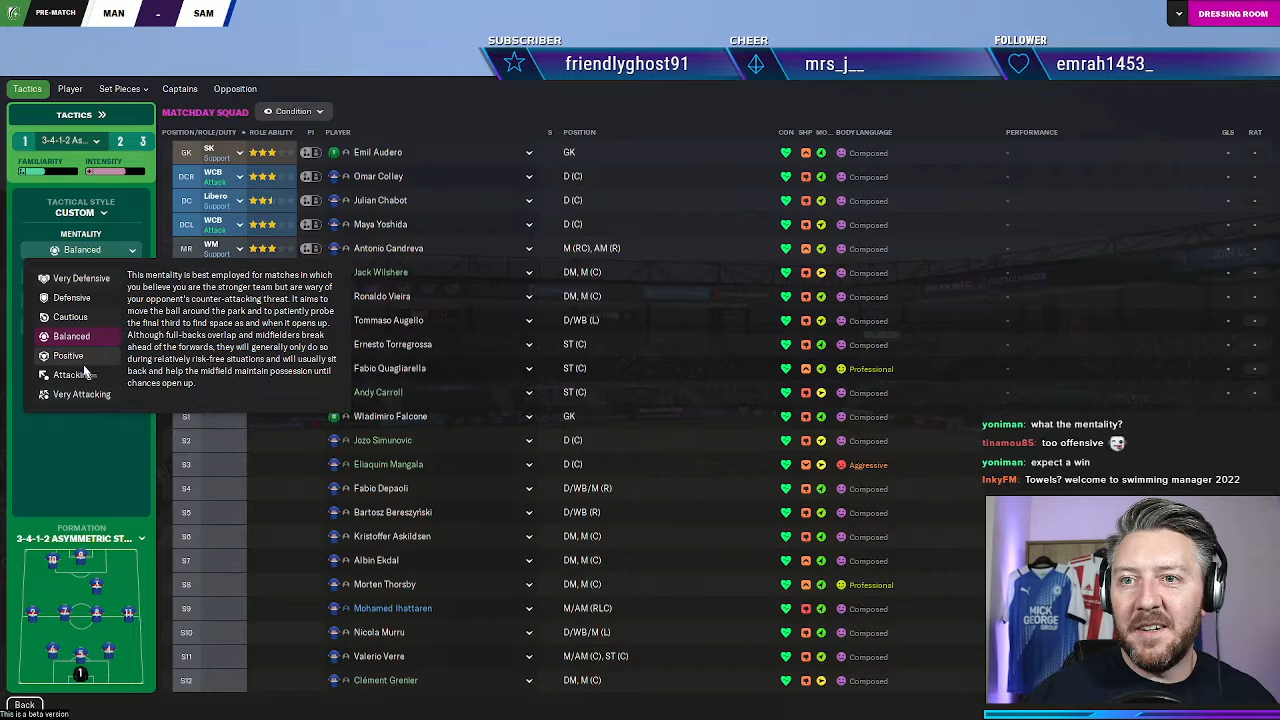 PRE-MATCH
MAN
-
SAM
DRESSING ROOM
SUBSCRIBER
friendlyghost91
CHEER
mrs_j__
FOLLOWER
emrah1453_
Tactics
Player
Set Pieces
Captains
Opposition
TACTICS
MATCHDAY SQUAD
Condition
1
3-4-1-2 As...
2
3
FAMILIARITY
INTENSITY
TACTICAL STYLE
CUSTOM
MENTALITY
Balanced
Very Defensive
Defensive
Cautious
Balanced
Positive
Attacking
Very Attacking
This mentality is best employed for matches in which
you believe you are the stronger team but are wary of
your opponent's counter-attacking threat. It aims to
move the ball around the park and to patiently probe
the final third to find space as and when it opens up.
Although full-backs overlap and midfielders break
ahead of the forwards, they will generally only do so
during relatively risk-free situations and will usually sit
back and help the midfield maintain possession until
chances open up.
POSITION/ROLE/DUTY ROLE ABILITY PI PLAYER S POSITION CON SHP MO... BODY LANGUAGE PERFORMANCE GLS RAT
GK SK Support Emil Audero GK Composed - - -
DCR WCB Attack Omar Colley D (C) Composed - - -
DC Libero Support Julian Chabot D (C) Composed - - -
DCL WCB Attack Maya Yoshida D (C) Composed - - -
MR WM Support Antonio Candreva M (RC), AM (R) Composed - - -
Jack Wilshere DM, M (C) Composed - - -
Ronaldo Vieira DM, M (C) Composed - - -
Tommaso Augello D/WB (L) Composed - - -
Ernesto Torregrossa ST (C) Composed - - -
Fabio Quagliarella ST (C) Professional - - -
Andy Carroll ST (C) Composed - - -
S1 Wladimiro Falcone GK Composed - - -
S2 Jozo Simunovic D (C) Composed
S3 Eliaquim Mangala D (C) Aggressive
S4 Fabio Depaoli D/WB/M (R) Composed
S5 Bartosz Bereszyński D/WB (R) Composed
S6 Kristoffer Askildsen DM, M (C) Composed
S7 Albin Ekdal DM, M (C) Composed
S8 Morten Thorsby DM, M (C) Professional
S9 Mohamed Ihattaren M/AM (RLC) Composed
S10 Nicola Murru D/WB/M (L) Composed
S11 Valerio Verre M/AM (C), ST (C) Composed
S12 Clément Grenier DM, M (C) Composed
FORMATION
3-4-1-2 ASYMMETRIC ST...
10
9
2
11
1
Back
This is a beta version
yoniman: what the mentality?
tinamou85: too offensive
yoniman: expect a win
InkyFM: Towels? welcome to swimming manager 2022
MICK
GEORGE
GROUP